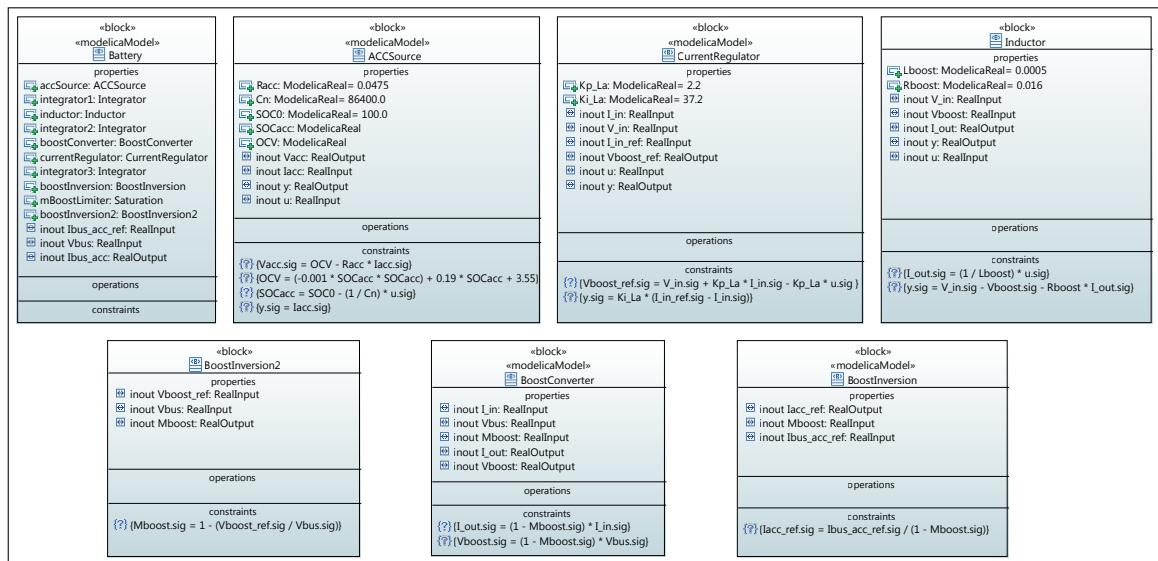 «block»
«modelicaModel»
Battery
properties
accSource: ACCSource
integrator1: Integrator
inductor: Inductor
integrator2: Integrator
boostConverter: BoostConverter
currentRegulator: CurrentRegulator
integrator3: Integrator
boostInversion: BoostInversion
mBoostLimiter: Saturation
boostInversion2: BoostInversion2
inout Ibus_acc_ref: RealInput
inout Vbus: RealInput
inout Ibus_acc: RealOutput
operations
constraints
«block»
«modelicaModel»
ACCSource
properties
Racc: ModelicaReal= 0.0475
Cn: ModelicaReal= 86400.0
SOC0: ModelicaReal= 100.0
SOCacc: ModelicaReal
OCV: ModelicaReal
inout Vacc: RealOutput
inout Iacc: RealInput
inout y: RealOutput
inout u: RealInput
operations
constraints
{?} {Vacc.sig = OCV - Racc * Iacc.sig}
{?} {OCV = (-0.001 * SOCacc * SOCacc) + 0.19 * SOCacc + 3.55}
{?} {SOCacc = SOC0 - (1 / Cn) * u.sig}
{?} {y.sig = Iacc.sig}
«block»
«modelicaModel»
CurrentRegulator
properties
Kp_La: ModelicaReal= 2.2
Ki_La: ModelicaReal= 37.2
inout I_in: RealInput
inout V_in: RealInput
inout I_in_ref: RealInput
inout Vboost_ref: RealOutput
inout u: RealInput
inout y: RealOutput
operations
constraints
{?} {Vboost_ref.sig = V_in.sig + Kp_La * I_in.sig - Kp_La * u.sig }
{?} {y.sig = Ki_La * (I_in_ref.sig - I_in.sig)}
«block»
«modelicaModel»
Inductor
properties
Lboost: ModelicaReal= 0.0005
Rboost: ModelicaReal= 0.016
inout V_in: RealInput
inout Vboost: RealInput
inout I_out: RealOutput
inout y: RealOutput
inout u: RealInput
operations
constraints
{?} {I_out.sig = (1 / Lboost) * u.sig}
{?} {y.sig = V_in.sig - Vboost.sig - Rboost * I_out.sig}
«block»
BoostInversion2
properties
inout Vboost_ref: RealInput
inout Vbus: RealInput
inout Mboost: RealOutput
operations
constraints
{?} {Mboost.sig = 1 - (Vboost_ref.sig / Vbus.sig)}
«block»
«modelicaModel»
BoostConverter
properties
inout I_in: RealInput
inout Vbus: RealInput
inout Mboost: RealInput
inout I_out: RealOutput
inout Vboost: RealOutput
operations
constraints
{?} {I_out.sig = (1 - Mboost.sig) * I_in.sig}
{?} {Vboost.sig = (1 - Mboost.sig) * Vbus.sig}
«block»
«modelicaModel»
BoostInversion
properties
inout Iacc_ref: RealOutput
inout Mboost: RealInput
inout Ibus_acc_ref: RealInput
operations
constraints
{?} {Iacc_ref.sig = Ibus_acc_ref.sig / (1 - Mboost.sig)}